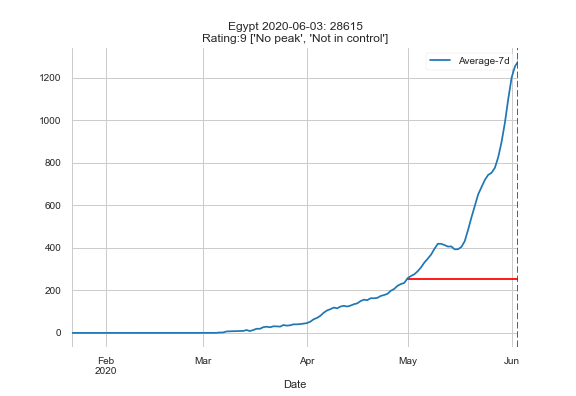 Egypt 2020-06-03: 28615
Rating:9 ['No peak', 'Not in control']
Average-7d
1200
1000
800
600
400
200
0
Feb
2020
Mar
Apr
May
Jun
Date